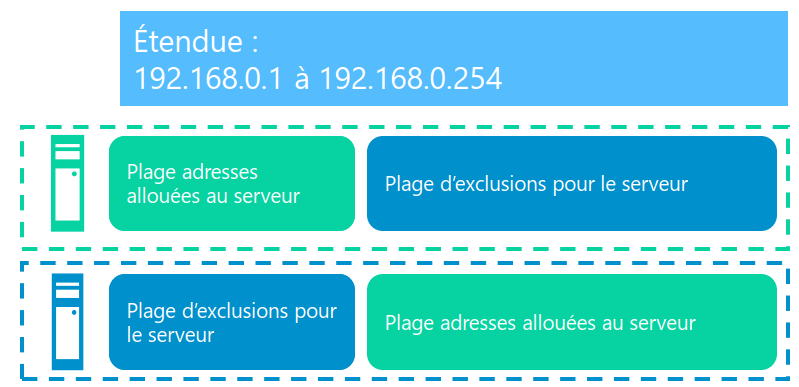 Étendue :
192.168.0.1 à 192.168.0.254
Plage adresses
allouées au serveur
Plage d’exclusions pour le serveur
Plage d’exclusions pour
le serveur
Plage adresses allouées au serveur